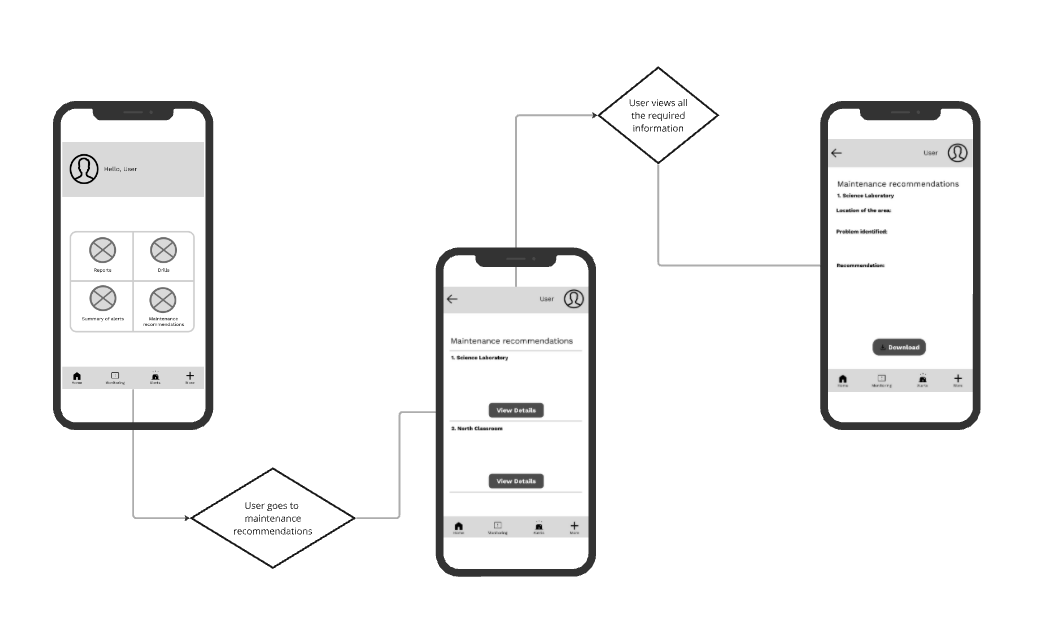 Hello, User
Reports
Drills
Summary of alerts
Maintenance
recommendations
Home
Monitoring
Alerts
More
User goes to
maintenance
recommendations
User
Maintenance recommendations
1. Science Laboratory
View Details
2. North Classroom
View Details
Home
Monitoring
Alerts
More
User views all
the required
information
User
Maintenance recommendations
1. Science Laboratory
Location of the area:
Problem identified:
Recommendation:
Download
Home
Monitoring
Alerts
More